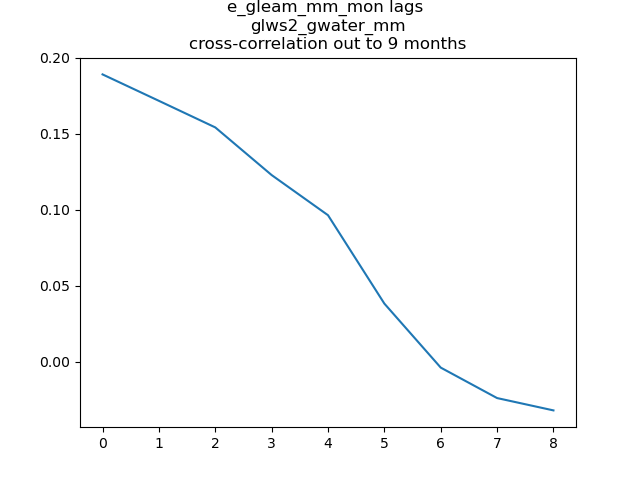 e_gleam_mm_mon lags
glws2_gwater_mm
cross-correlation out to 9 months
0.20
0.15
0.10
0.05
0.00
0 1 2 3 4 5 6 7 8